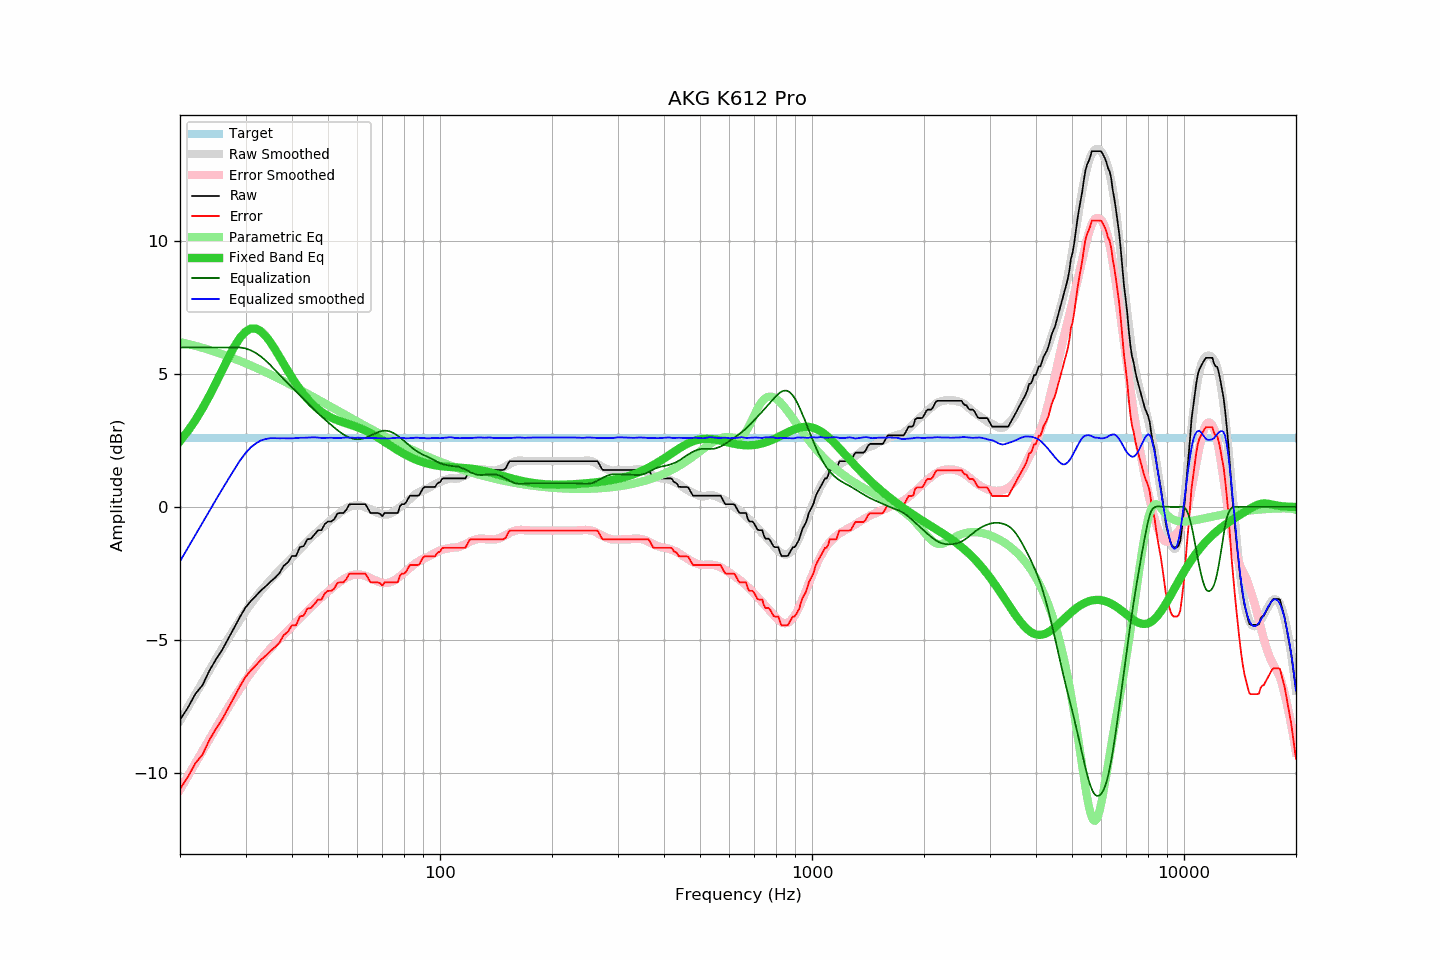 AKG K612 Pro
Target
Raw Smoothed
Error Smoothed
Raw
Error
Parametric Eq
Fixed Band Eq
Equalization
Equalized smoothed
Amplitude (dBr)
10
5
0
−5
−10
100
1000
10000
Frequency (Hz)